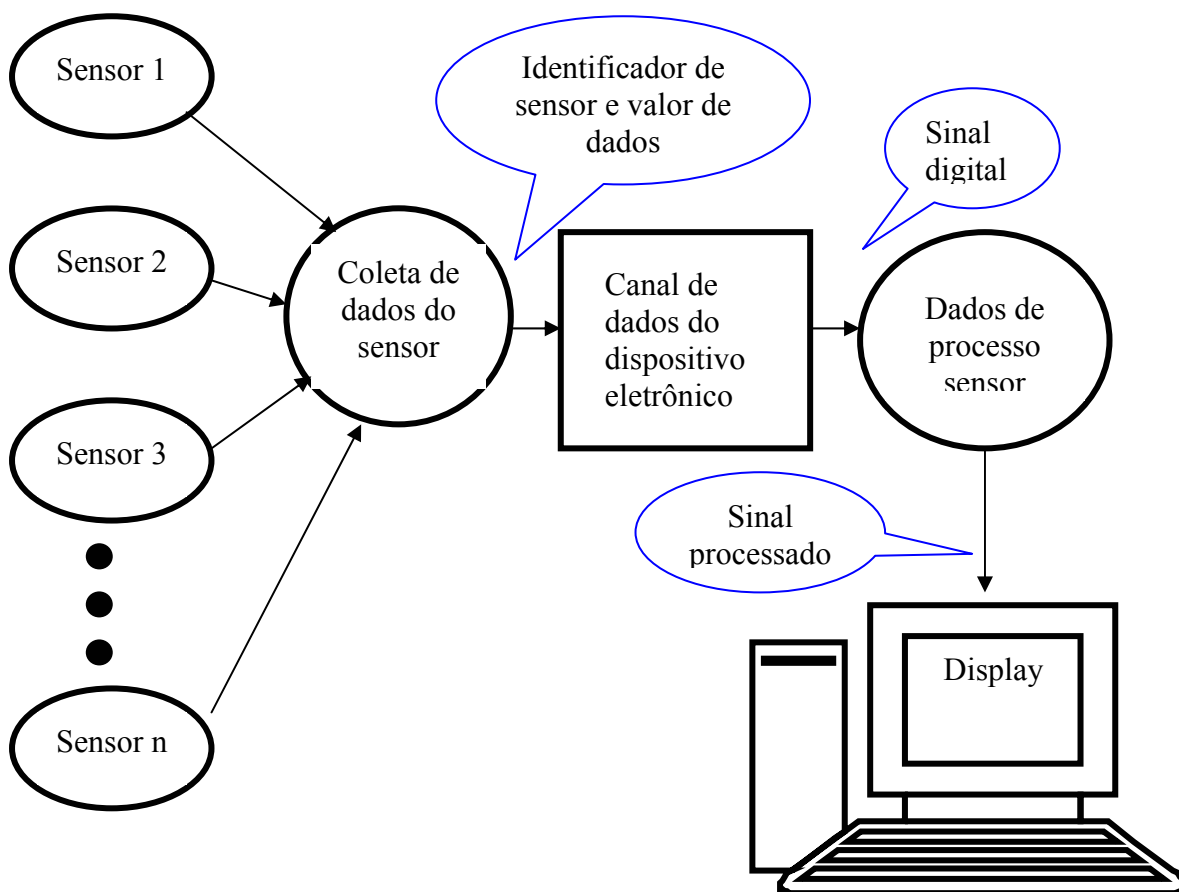 Sensor 1
Identificador de
sensor e valor de
dados
Sinal
digital
Sensor 2
Coleta de
dados do
sensor
Canal de
dados do
dispositivo
eletrônico
Dados de
processo
sensor
Sensor 3
Sinal
processado
Display
Sensor n